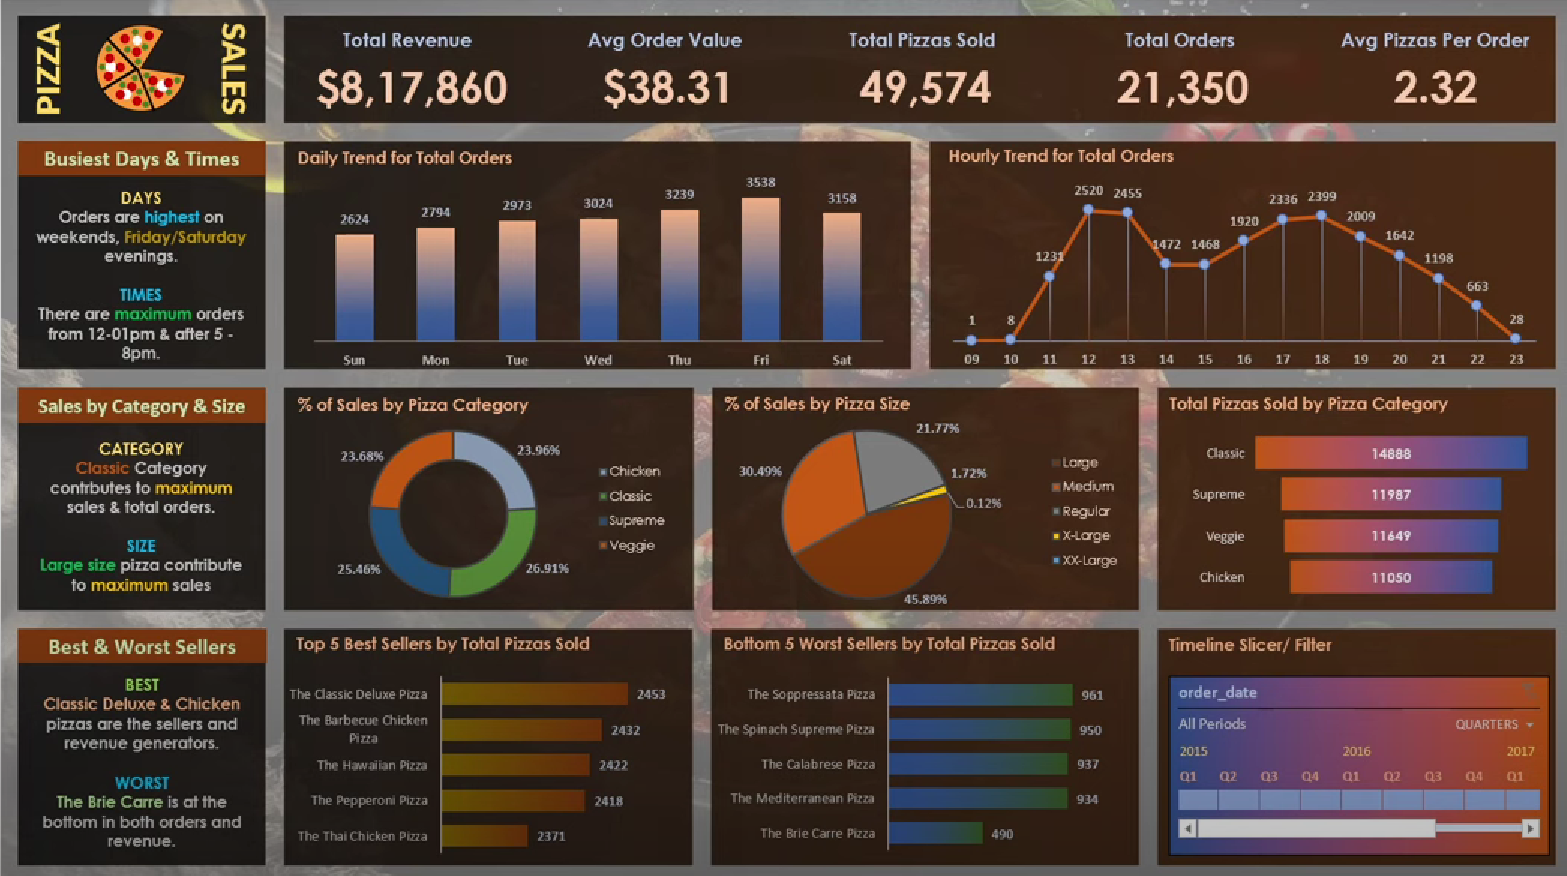 PIZZA
SALES
Total Revenue
$8,17,860
Avg Order Value
$38.31
Total Pizzas Sold
49,574
Total Orders
21,350
Avg Pizzas Per Order
2.32
Busiest Days & Times
DAYS
Orders are highest on
weekends, Friday/Saturday
evenings.
TIMES
There are maximum orders
from 12-01pm & after 5 -
8pm.
Daily Trend for Total Orders
2624
2794
2973
3024
3239
3538
3158
Sun
Mon
Tue
Wed
Thu
Fri
Sat
Hourly Trend for Total Orders
1
8
1231
2520
2455
1472
1468
1920
2336
2399
2009
1642
1198
663
28
09
10
11
12
13
14
15
16
17
18
19
20
21
22
23
Sales by Category & Size
CATEGORY
Classic Category
contrbutes to maximum
sales & total orders.
SIZE
Large size pizza contribute
to maximum sales
% of Sales by Pizza Category
23.68%
23.96%
25.46%
26.91%
Chicken
Classic
Supreme
Veggie
% of Sales by Pizza Size
21.77%
30.49%
1.72%
0.12%
45.89%
Large
Medium
Regular
X-Large
XX-Large
Total Pizzas Sold by Pizza Category
Classic 14888
Supreme 11987
Veggie 11649
Chicken 11050
Best & Worst Sellers
BEST
Classic Deluxe & Chicken
pizzas are the sellers and
revenue generators.
WORST
The Brie Carre is at the
bottom in both orders and
revenue.
Top 5 Best Sellers by Total Pizzas Sold
The Classic Deluxe Pizza 2453
The Barbecue Chicken
Pizza 2432
The Hawaiian Pizza 2422
The Pepperoni Pizza 2418
The Thai Chicken Pizza 2371
Bottom 5 Worst Sellers by Total Pizzas Sold
The Soppressata Pizza 961
The Spinach Supreme Pizza 950
The Calabrese Pizza 937
The Mediterranean Pizza 934
The Brie Carre Pizza 490
Timeline Slicer/ Filter
order_date
All Periods QUARTERS
2015 2016 2017
Q1 Q2 Q3 Q4 Q1 Q2 Q3 Q4 Q1